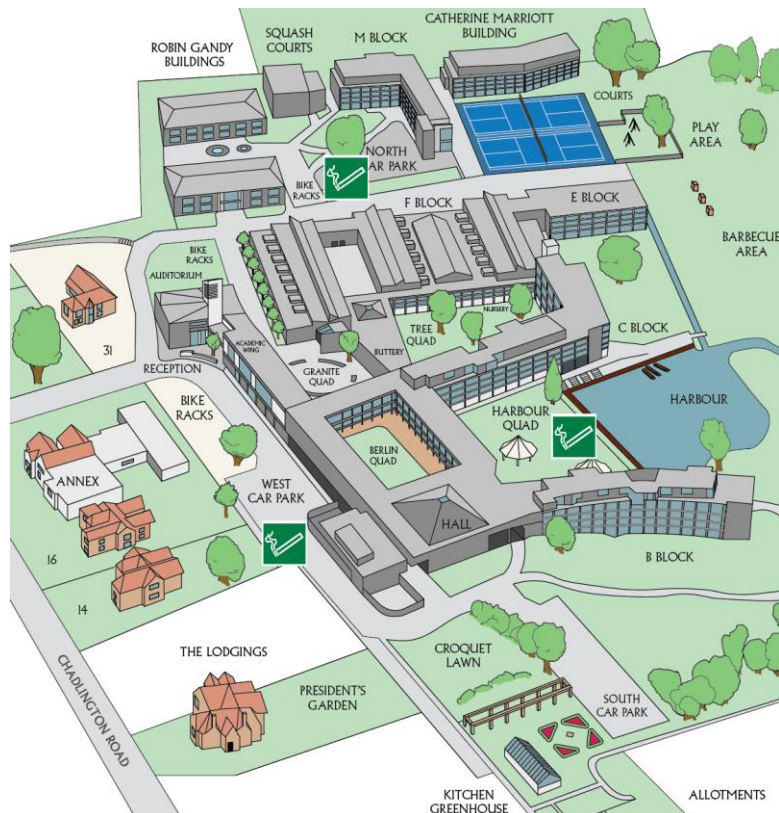 CATHERINE MARRIOTT
BUILDING
SQUASH
COURTS
M BLOCK
ROBIN GANDY
BUILDINGS
COURTS
PLAY
AREA
NORTH
CAR PARK
BIKE
RACKS
F BLOCK
E BLOCK
BARBECUE
AREA
BIKE
RACKS
AUDITORIUM
NURSERY
TREE
QUAD
C BLOCK
ACADEMIC
WING
BUTTERY
31
RECEPTION
GRANITE
QUAD
BIKE
RACKS
HARBOUR
HARBOUR
QUAD
BERLIN
QUAD
ANNEX
WEST
CAR PARK
HALL
16
B BLOCK
14
THE LODGINGS
CROQUET
LAWN
CHADLINGTON ROAD
PRESIDENT'S
GARDEN
SOUTH
CAR PARK
KITCHEN
GREENHOUSE
ALLOTMENTS